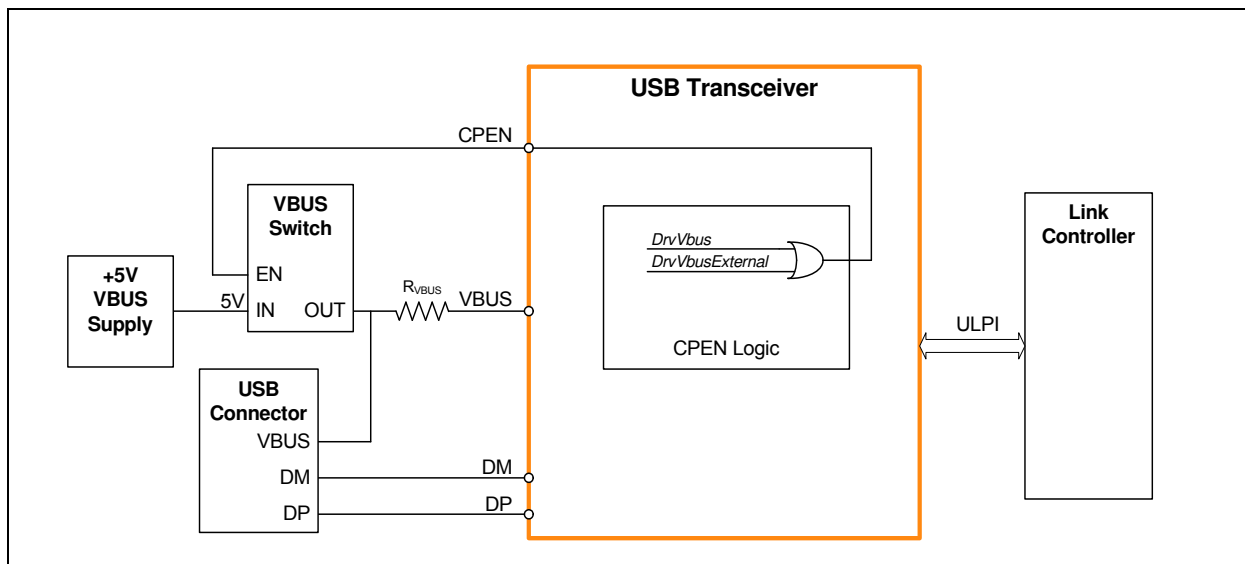 USB Transceiver
CPEN
VBUS
Switch
EN
5V
IN
OUT
+5V
VBUS
Supply
RVBUS
VBUS
DrvVbus
DrvVbusExternal
CPEN Logic
Link
Controller
ULPI
USB
Connector
VBUS
DM
DP
DM
DP